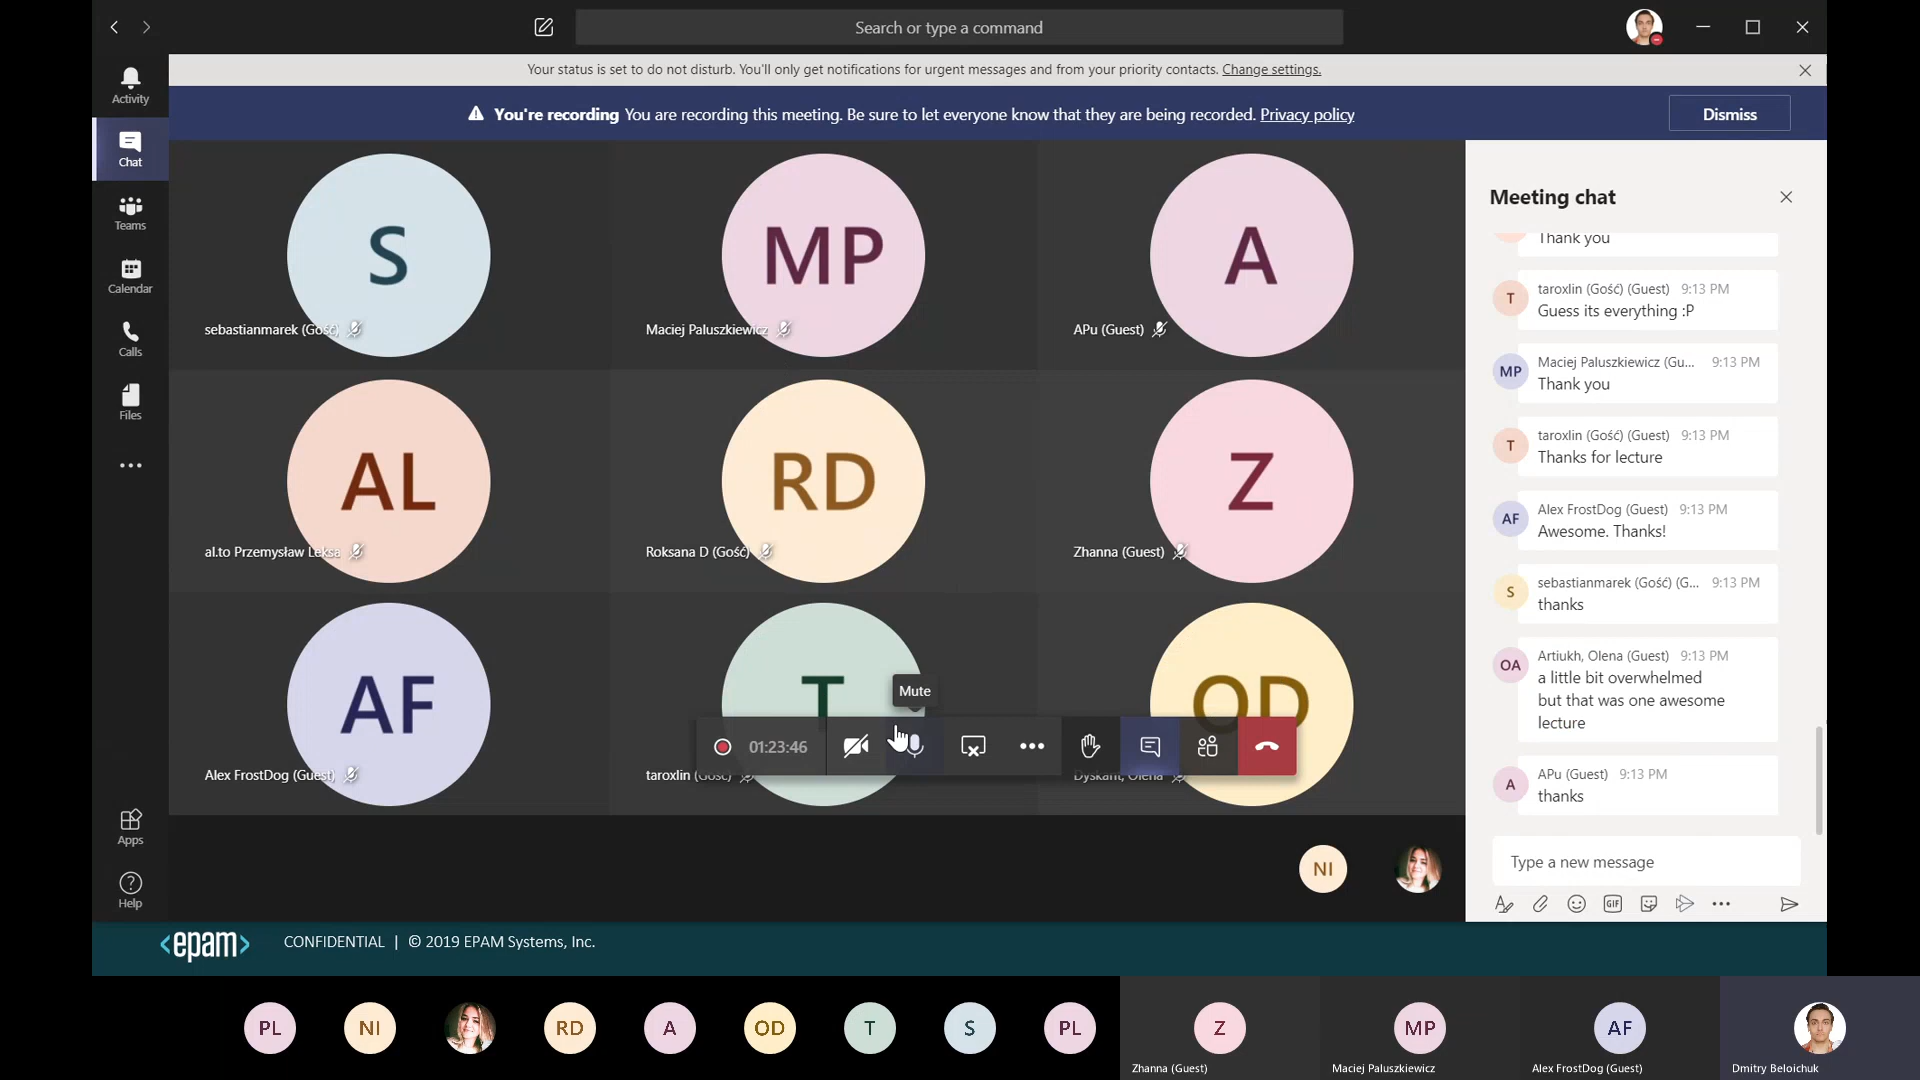 Search or type a command
Your status is set to do not disturb. You'll only get notifications for urgent messages and from your priority contacts. Change settings.
You're recording You are recording this meeting. Be sure to let everyone know that they are being recorded. Privacy policy
Dismiss
Activity
Chat
Teams
Calendar
Calls
Files
Apps
Help
S
sebastianmarek (Gość)
MP
Maciej Paluszkiewicz
A
APu (Guest)
AL
al.to Przemysław Leksa
RD
Roksana D (Gość)
Z
Zhanna (Guest)
AF
Alex FrostDog (Guest)
T
taroxlin (Gość)
OD
Dyskant, Olena
Mute
01:23:46
NI
Meeting chat
Thank you
T
taroxlin (Gość) (Guest) 9:13 PM
Guess its everything :P
MP
Maciej Paluszkiewicz (Gu... 9:13 PM
Thank you
T
taroxlin (Gość) (Guest) 9:13 PM
Thanks for lecture
AF
Alex FrostDog (Guest) 9:13 PM
Awesome. Thanks!
S
sebastianmarek (Gość) (G... 9:13 PM
thanks
OA
Artiukh, Olena (Guest) 9:13 PM
a little bit overwhelmed
but that was one awesome
lecture
A
APu (Guest) 9:13 PM
thanks
Type a new message
GIF
<epam> CONFIDENTIAL | © 2019 EPAM Systems, Inc.
PL
NI
RD
A
OD
T
S
PL
Z
Zhanna (Guest)
MP
Maciej Paluszkiewicz
AF
Alex FrostDog (Guest)
Dmitry Beloichuk